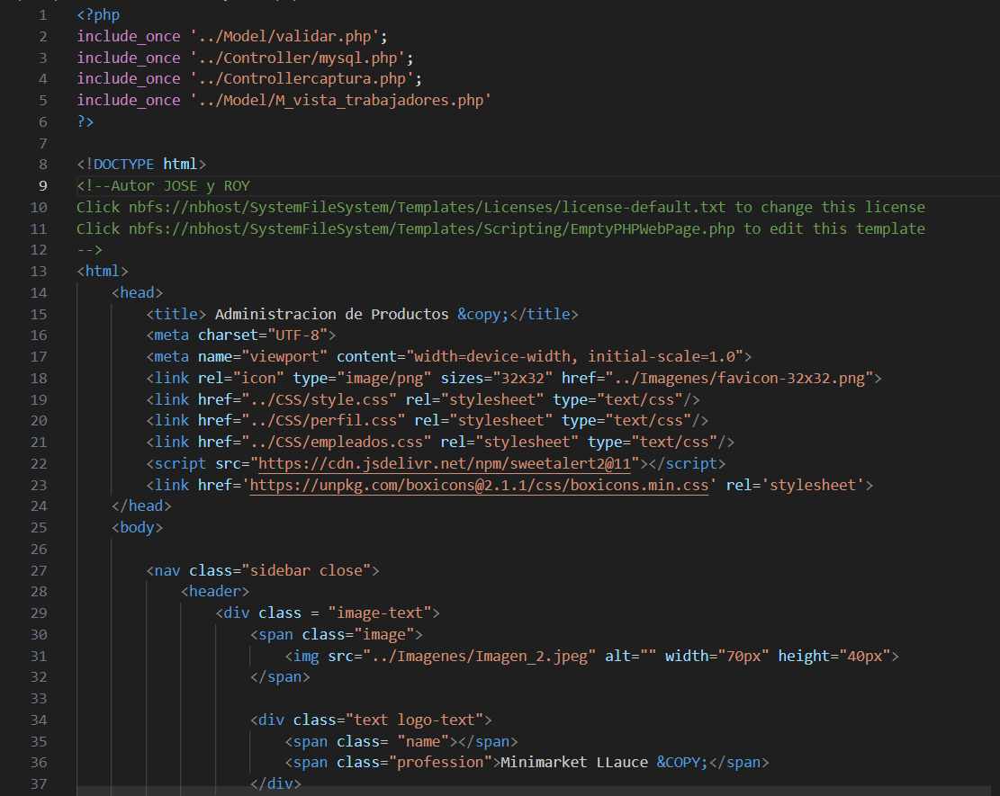 1 <?php
2 include_once '../Model/validar.php';
3 include_once '../Controller/mysql.php';
4 include_once '../Controllercaptura.php';
5 include_once '../Model/M_vista_trabajadores.php'
6 ?>
7
8 <!DOCTYPE html>
9 <!--Autor JOSE y ROY
10 Click nbfs://nbhost/SystemFileSystem/Templates/Licenses/license-default.txt to change this license
11 Click nbfs://nbhost/SystemFileSystem/Templates/Scripting/EmptyPHPWebPage.php to edit this template
12 -->
13 <html>
14     <head>
15         <title> Administracion de Productos &copy;</title>
16         <meta charset="UTF-8">
17         <meta name="viewport" content="width=device-width, initial-scale=1.0">
18         <link rel="icon" type="image/png" sizes="32x32" href="../Imagenes/favicon-32x32.png">
19         <link href="../CSS/style.css" rel="stylesheet" type="text/css"/>
20         <link href="../CSS/perfil.css" rel="stylesheet" type="text/css"/>
21         <link href="../CSS/empleados.css" rel="stylesheet" type="text/css"/>
22         <script src="https://cdn.jsdelivr.net/npm/sweetalert2@11"></script>
23         <link href='https://unpkg.com/boxicons@2.1.1/css/boxicons.min.css' rel='stylesheet'>
24     </head>
25     <body>
26
27         <nav class="sidebar close">
28             <header>
29                 <div class = "image-text">
30                     <span class="image">
31                         <img src="../Imagenes/Imagen_2.jpeg" alt="" width="70px" height="40px">
32                     </span>
33
34                     <div class="text logo-text">
35                         <span class= "name"></span>
36                         <span class="profession">Minimarket LLauce &COPY;</span>
37                     </div>